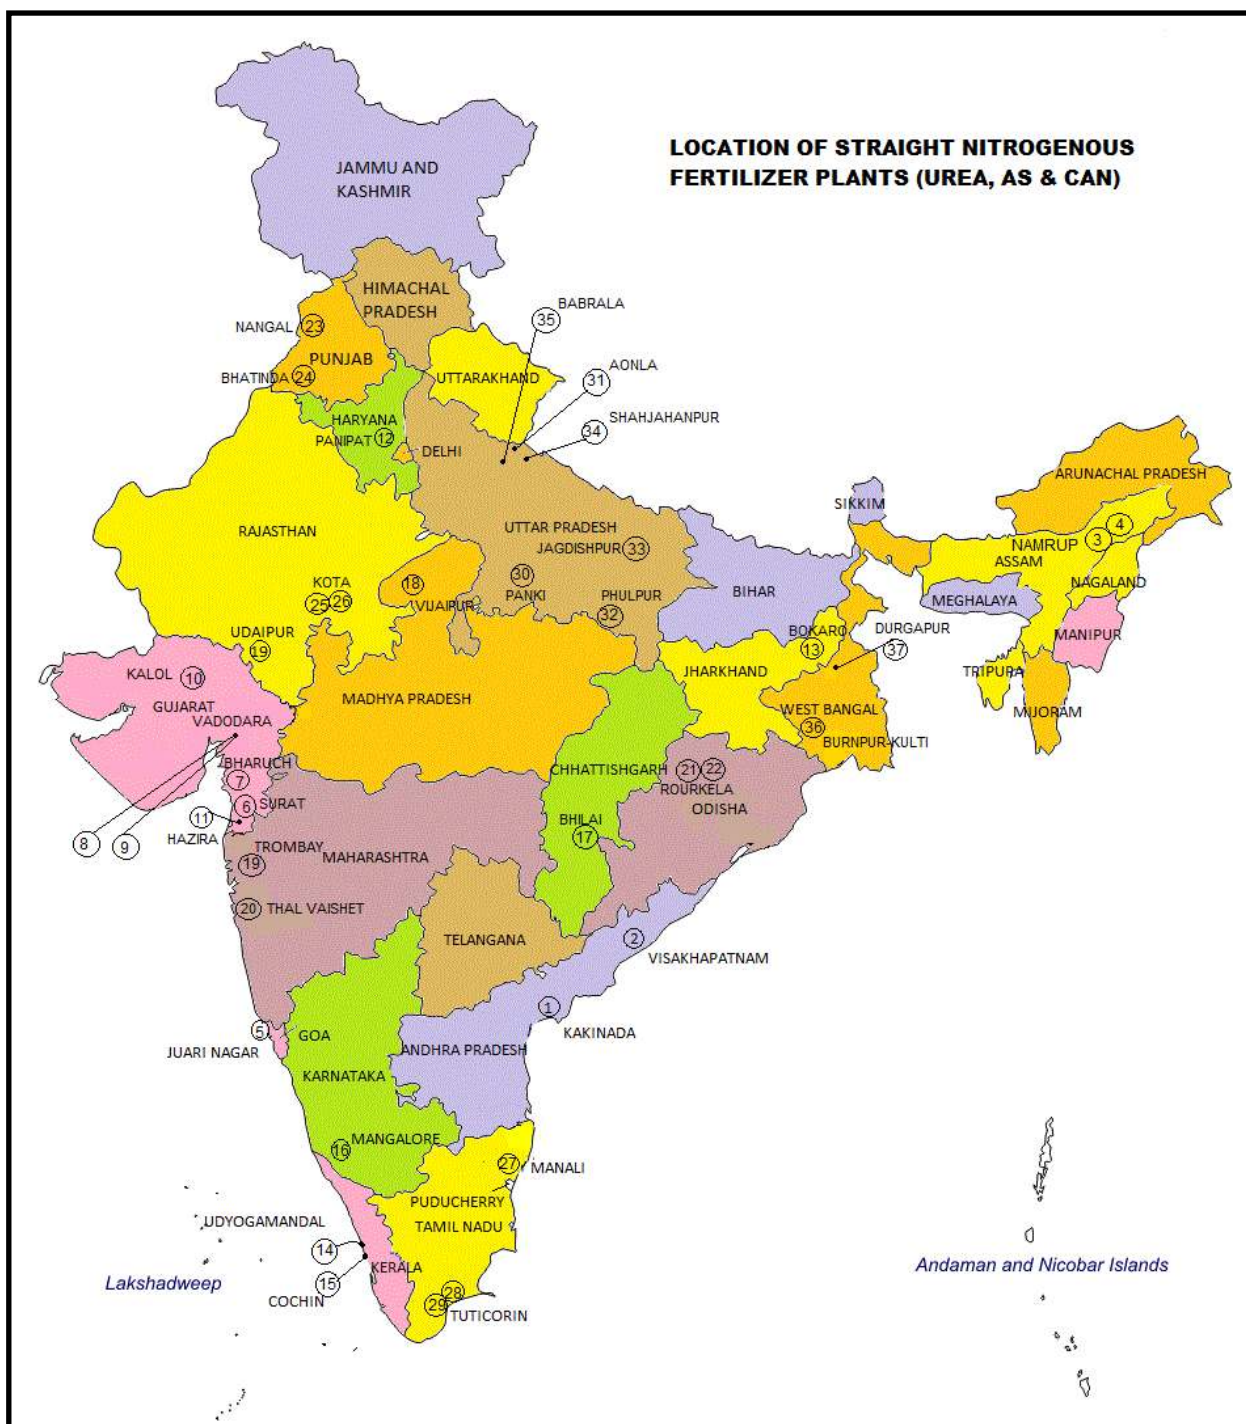 LOCATION OF STRAIGHT NITROGENOUS
FERTILIZER PLANTS (UREA, AS & CAN)
JAMMU AND
KASHMIR
HIMACHAL
PRADESH
BABRALA
35
NANGAL 23
PUNJAB
AONLA
31
BHATINDA 24
UTTARAKHAND
SHAHJAHANPUR
34
HARYANA
PANIPAT 12
DELHI
ARUNACHAL PRADESH
SIKKIM
RAJASTHAN
UTTAR PRADESH
JAGDISHPUR 33
NAMRUP 3 4
ASSAM
KOTA
25 26
18
VIJAIPUR
30
PANKI
PHULPUR
32
BIHAR
NAGALAND
MEGHALAYA
MANIPUR
UDAIPUR
19
BOKARO
13
DURGAPUR
37
KALOL 10
JHARKHAND
TRIPURA
MADHYA PRADESH
GUJARAT
VADODARA
WEST BANGAL
36
BURNPUR-KULTI
MIJORAM
BHARUCH
7
CHHATTISHGARH
21 22
ROURKELA
ODISHA
6 SURAT
11
HAZIRA
8 9
BHILAI
17
TROMBAY
19
MAHARASHTRA
20 THAL VAISHET
TELANGANA
2
VISAKHAPATNAM
1
KAKINADA
5
JUARI NAGAR
GOA
ANDHRA PRADESH
KARNATAKA
16 MANGALORE
27 MANALI
PUDUCHERRY
TAMIL NADU
UDYOGAMANDAL
14
KERALA
15
COCHIN
28
29 TUTICORIN
Lakshadweep
Andaman and Nicobar Islands